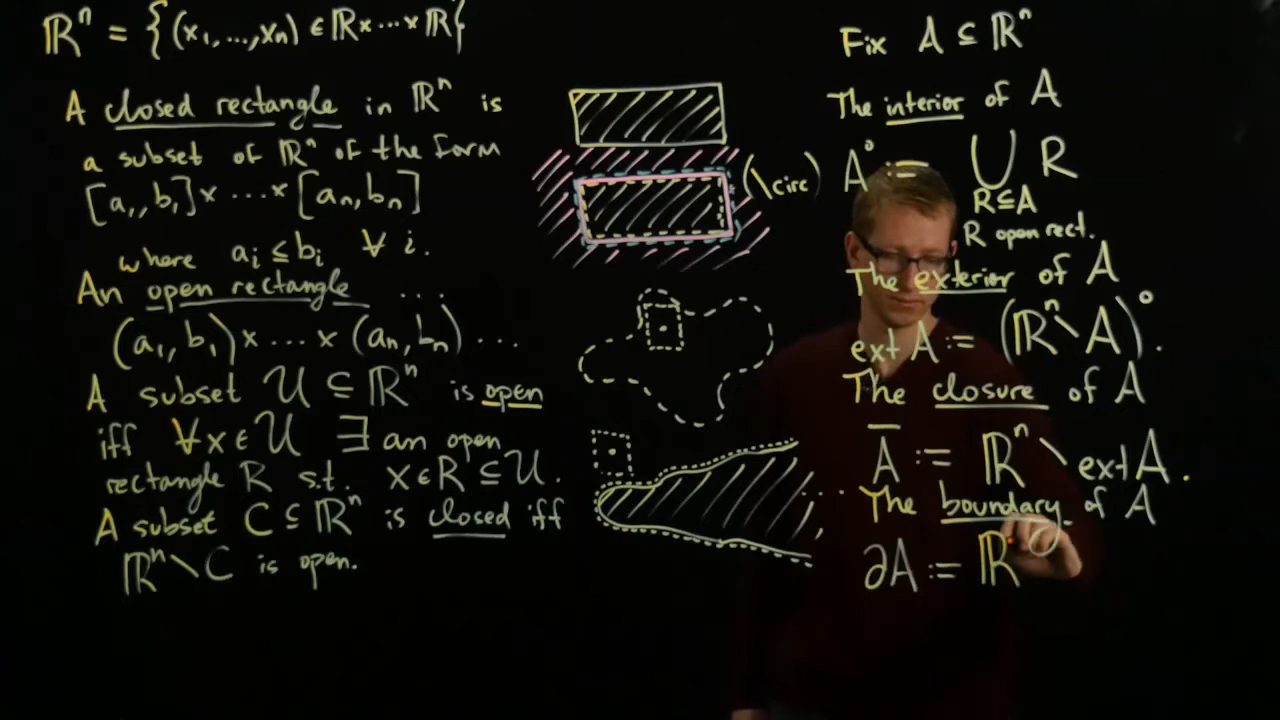 ℝⁿ = {(x₁,...,xₙ) ∈ ℝ×⋯×ℝ}
A closed rectangle in ℝⁿ is
a subset of ℝⁿ of the form
[a₁,b₁]×⋯×[aₙ,bₙ]
where aᵢ ≤ bᵢ ∀ i.
An open rectangle ...
(a₁,b₁)×...×(aₙ,bₙ) ...
A subset U ⊆ ℝⁿ is open
iff ∀x∈U ∃ an open
rectangle R s.t. x∈R⊆U.
A subset C⊆ℝⁿ is closed iff
ℝⁿ\C is open.
(\circ)
Fix A ⊆ ℝⁿ
The interior of A
A° := ⋃ R
R⊆A
R open rect.
The exterior of A
ext A := (ℝⁿ\A)°.
The closure of A
A̅ := ℝⁿ\ext A.
... The boundary of A
∂A := ℝ